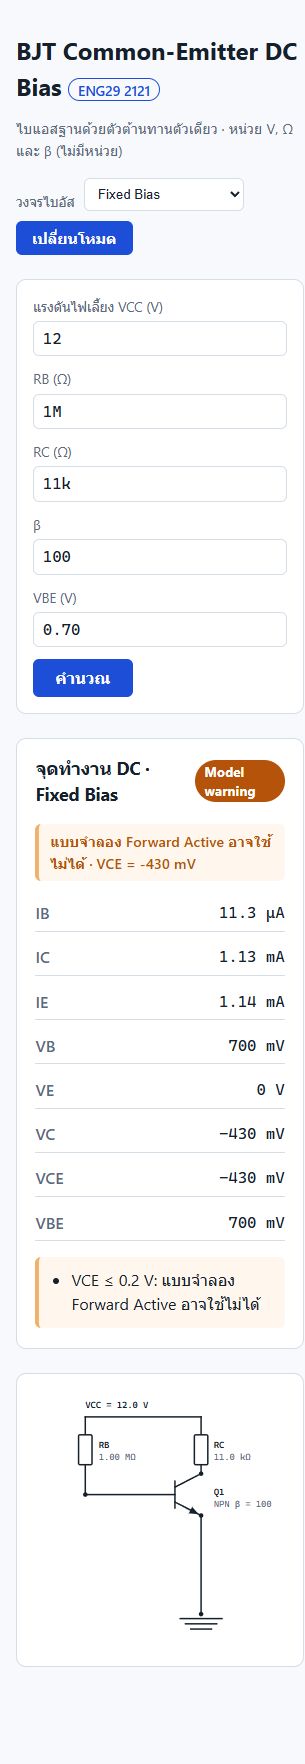 BJT Common-Emitter DC
Bias ENG29 2121
ไบแอสฐานด้วยตัวต้านทานตัวเดียว · หน่วย V, Ω
และ β (ไม่มีหน่วย)
วงจรไบอัส Fixed Bias
เปลี่ยนโหมด
แรงดันไฟเลี้ยง VCC (V)
12
RB (Ω)
1M
RC (Ω)
11k
β
100
VBE (V)
0.70
คำนวณ
จุดทำงาน DC ·
Fixed Bias
Model
warning
แบบจำลอง Forward Active อาจใช้
ไม่ได้ · VCE = -430 mV
IB 11.3 µA
IC 1.13 mA
IE 1.14 mA
VB 700 mV
VE 0 V
VC −430 mV
VCE −430 mV
VBE 700 mV
• VCE ≤ 0.2 V: แบบจำลอง
Forward Active อาจใช้ไม่ได้
VCC = 12.0 V
RB
1.00 MΩ
RC
11.0 kΩ
Q1
NPN β = 100